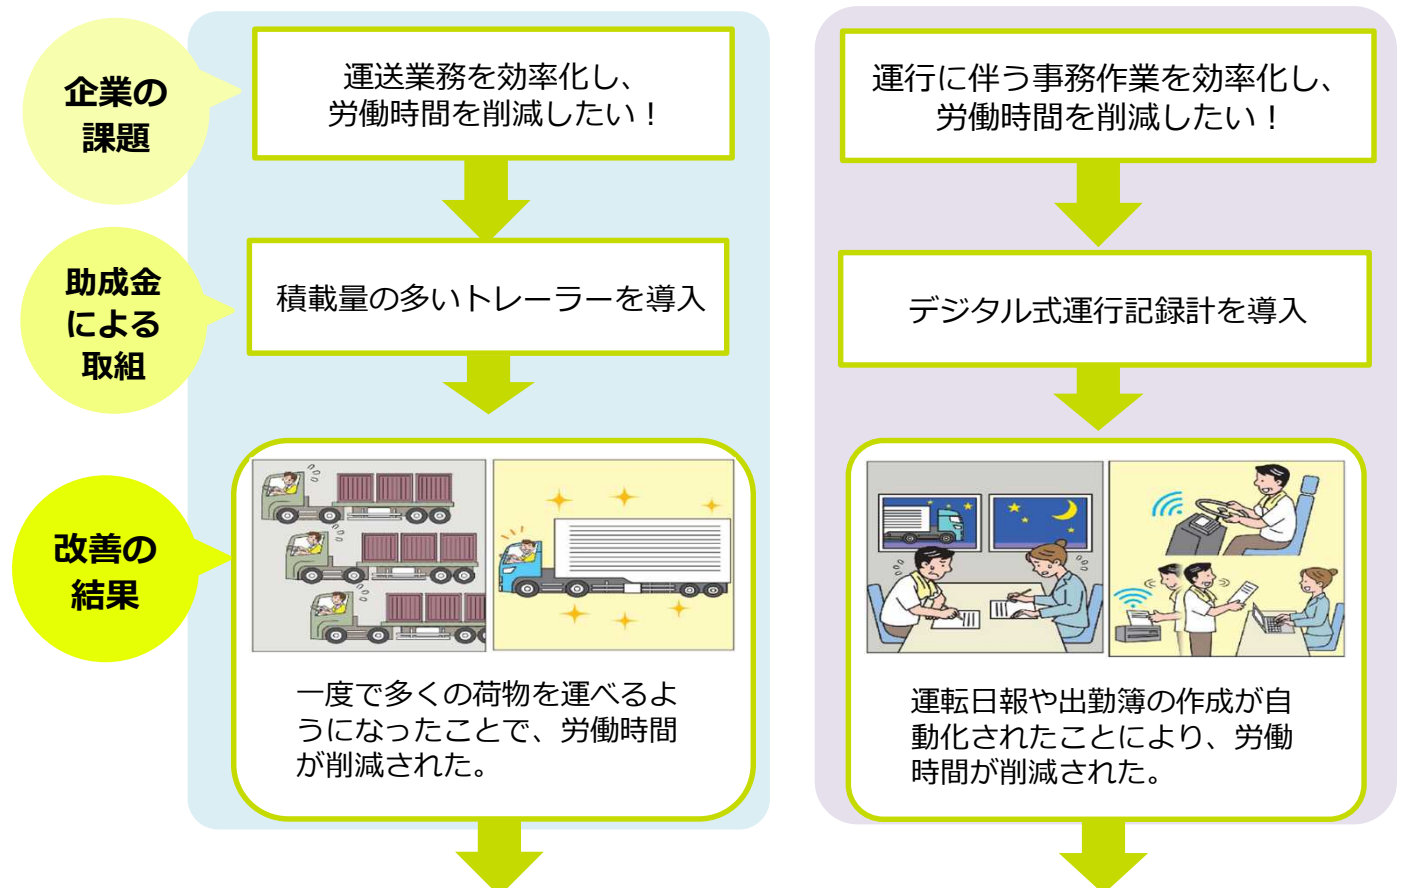 企業の
課題
運送業務を効率化し、
労働時間を削減したい！
運行に伴う事務作業を効率化し、
労働時間を削減したい！
助成金
による
取組
積載量の多いトレーラーを導入
デジタル式運行記録計を導入
改善の
結果
一度で多くの荷物を運べるよ
うになったことで、労働時間
が削減された。
運転日報や出勤簿の作成が自
動化されたことにより、労働
時間が削減された。